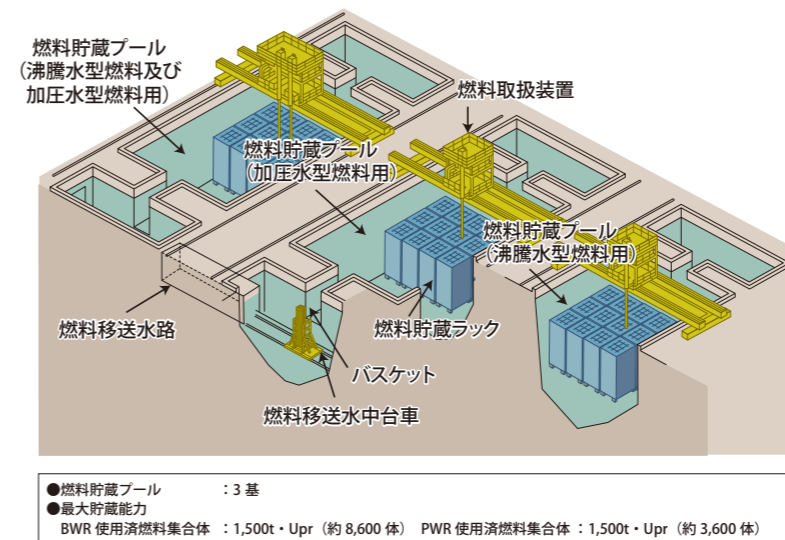 燃料貯蔵プール
(沸騰水型燃料及び
加圧水型燃料用)
燃料取扱装置
燃料貯蔵プール
(加圧水型燃料用)
燃料貯蔵プール
(沸騰水型燃料用)
燃料移送水路
燃料貯蔵ラック
バスケット
燃料移送水中台車
●燃料貯蔵プール :3 基
●最大貯蔵能力
BWR 使用済燃料集合体 :1,500t・Upr(約 8,600 体) PWR 使用済燃料集合体 :1,500t・Upr(約 3,600 体)